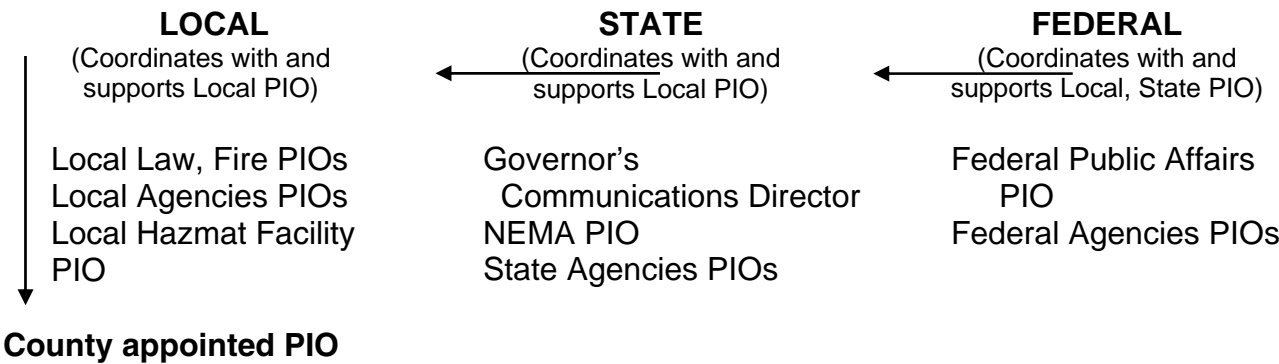 LOCAL
(Coordinates with and
supports Local PIO)
Local Law, Fire PIOs
Local Agencies PIOs
Local Hazmat Facility
PIO
County appointed PIO
STATE
(Coordinates with and
supports Local PIO)
Governor's
Communications Director
NEMA PIO
State Agencies PIOs
FEDERAL
(Coordinates with and
supports Local, State PIO)
Federal Public Affairs
PIO
Federal Agencies PIOs